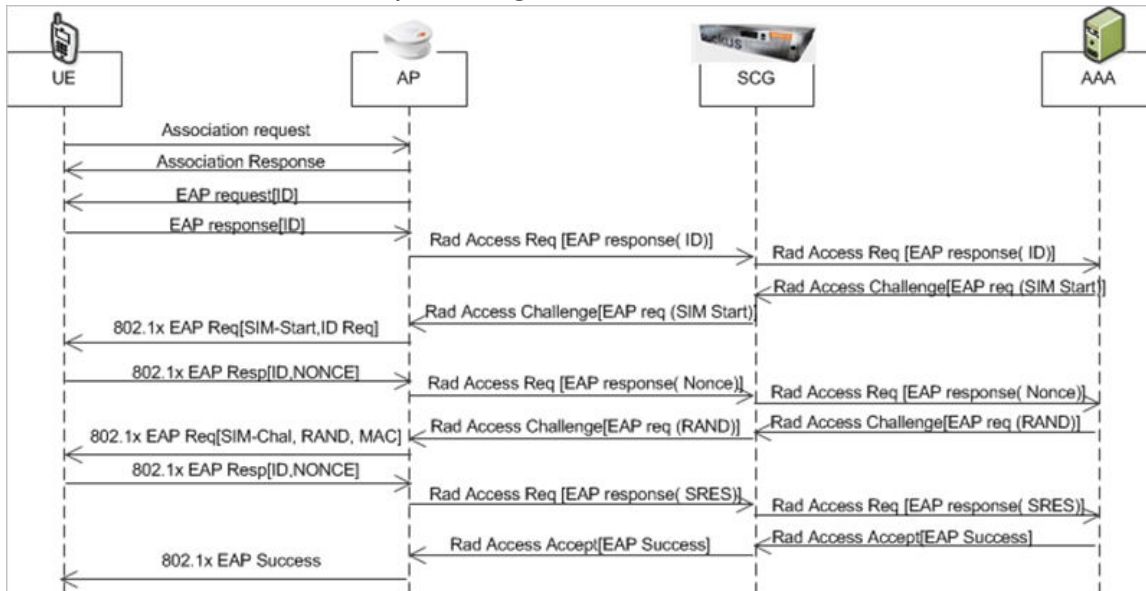 UE
AP
SCG
AAA
Association request
Association Response
EAP request[ID]
EAP response[ID]
Rad Access Req [EAP response( ID)]
Rad Access Req [EAP response( ID)]
Rad Access Challenge[EAP req (SIM Start)]
Rad Access Challenge[EAP req (SIM Start)]
802.1x EAP Req[SIM-Start,ID Req]
802.1x EAP Resp[ID,NONCE]
Rad Access Req [EAP response( Nonce)]
Rad Access Req [EAP response( Nonce)]
Rad Access Challenge[EAP req (RAND)]
Rad Access Challenge[EAP req (RAND)]
802.1x EAP Req[SIM-Chal, RAND, MAC]
802.1x EAP Resp[ID,NONCE]
Rad Access Req [EAP response( SRES)]
Rad Access Req [EAP response( SRES)]
Rad Access Accept[EAP Success]
Rad Access Accept[EAP Success]
802.1x EAP Success